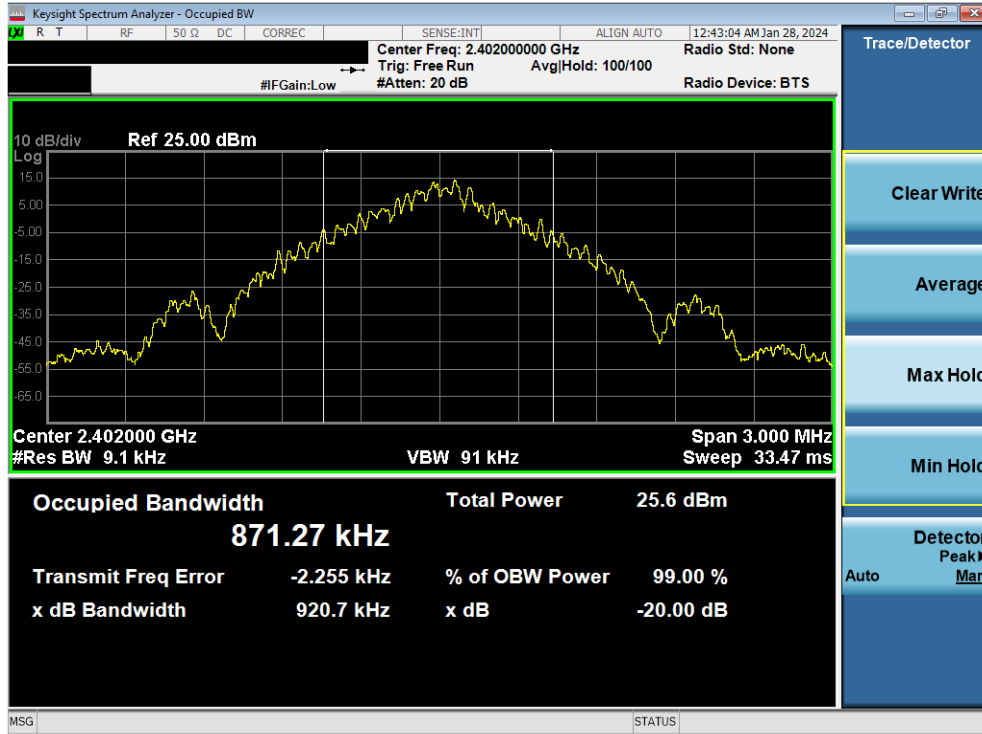 Keysight Spectrum Analyzer - Occupied BW
LXI R T RF 50 Ω DC CORREC SENSE:INT ALIGN AUTO 12:43:04 AM Jan 28, 2024
Center Freq: 2.402000000 GHz Radio Std: None
Trig: Free Run Avg|Hold: 100/100
#IFGain:Low #Atten: 20 dB Radio Device: BTS
Trace/Detector
10 dB/div Ref 25.00 dBm
Log
15.0
5.00
-5.00
-15.0
-25.0
-35.0
-45.0
-55.0
-65.0
Center 2.402000 GHz Span 3.000 MHz
#Res BW 9.1 kHz VBW 91 kHz Sweep 33.47 ms
Occupied Bandwidth Total Power 25.6 dBm
871.27 kHz
Transmit Freq Error -2.255 kHz % of OBW Power 99.00 %
x dB Bandwidth 920.7 kHz x dB -20.00 dB
Clear Write
Average
Max Hold
Min Hold
Detector
Peak
Auto Man
MSG STATUS